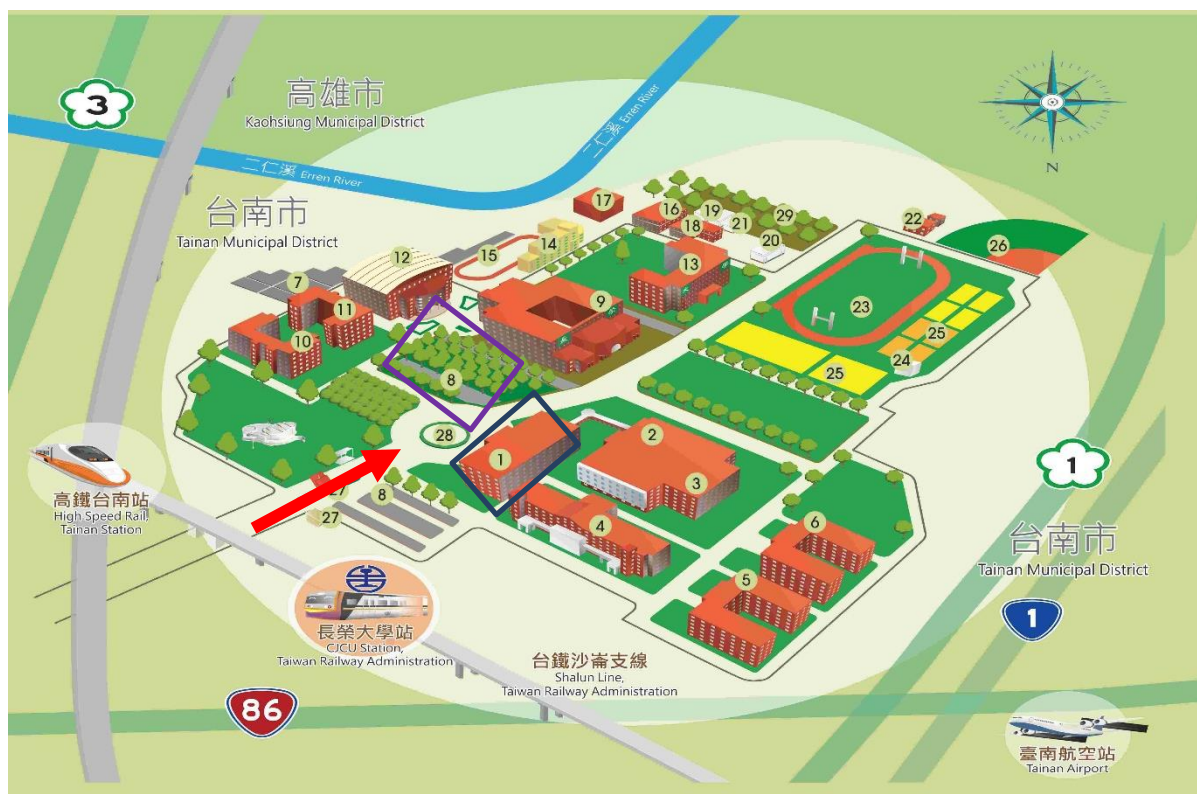 3
高雄市
Kaohsiung Municipal District
二仁溪 Erren River
二仁溪 Erren River
台南市
Tainan Municipal District
N
17
16
19
29
18
21
20
22
26
14
15
12
13
7
11
10
9
23
25
24
25
8
28
1
2
3
27
8
27
4
6
5
高鐵台南站
High Speed Rail,
Tainan Station
長榮大學站
CJCU Station,
Taiwan Railway Administration
台鐵沙崙支線
Shalun Line,
Taiwan Railway Administration
1
台南市
Tainan Municipal District
1
86
臺南航空站
Tainan Airport